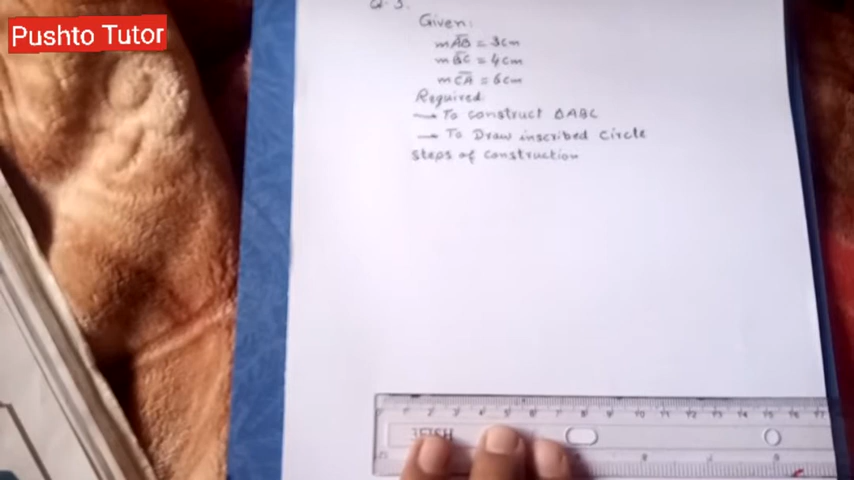 Pushto Tutor
Q.3.
Given:
mAB = 3cm
mBC = 4cm
mCA = 6cm
Required
→ To construct ΔABC
→ To Draw inscribed circle
steps of construction